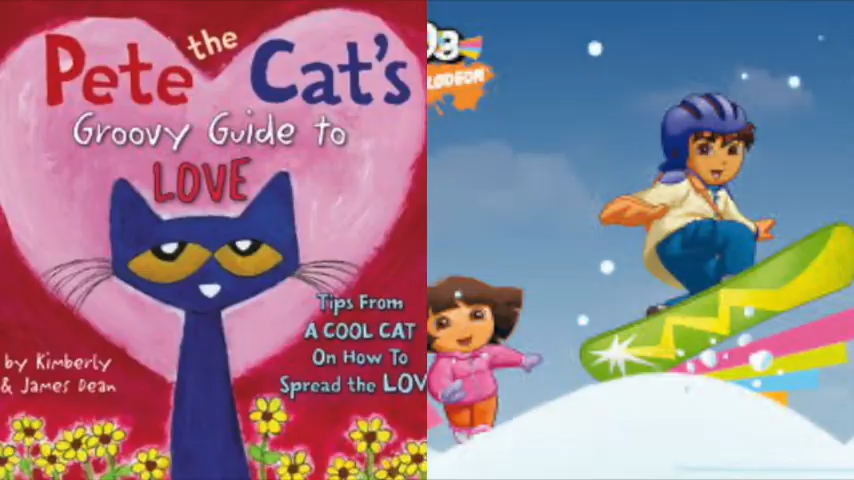 Pete the Cat's
Groovy Guide to
LOVE
Tips From
A COOL CAT
On How To
Spread the LOV
by Kimberly
& James Dean